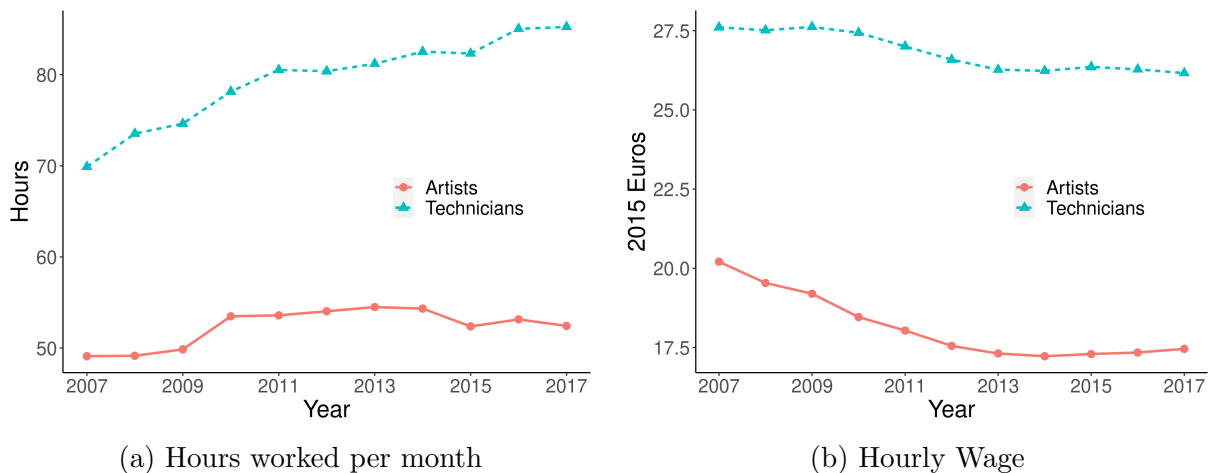 80
70
60
50
Hours
2007 2009 2011 2013 2015 2017
Year
Artists
Technicians
(a) Hours worked per month
27.5
25.0
22.5
20.0
17.5
2015 Euros
2007 2009 2011 2013 2015 2017
Year
Artists
Technicians
(b) Hourly Wage